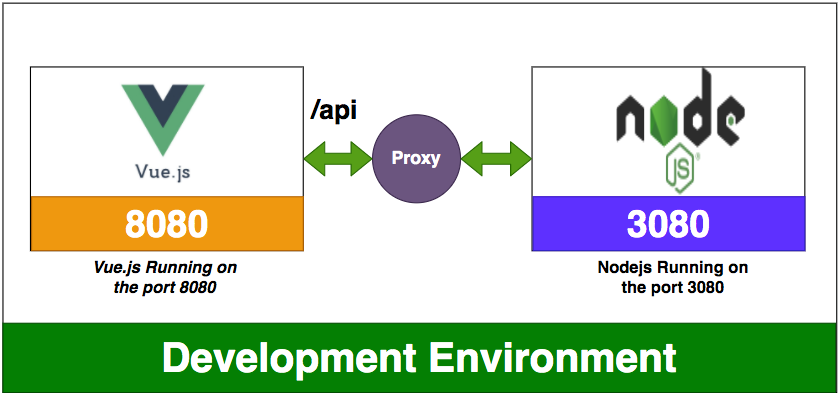 Vue.js
8080
Vue.js Running on
the port 8080
/api
Proxy
node
JS
®
3080
Nodejs Running on
the port 3080
Development Environment